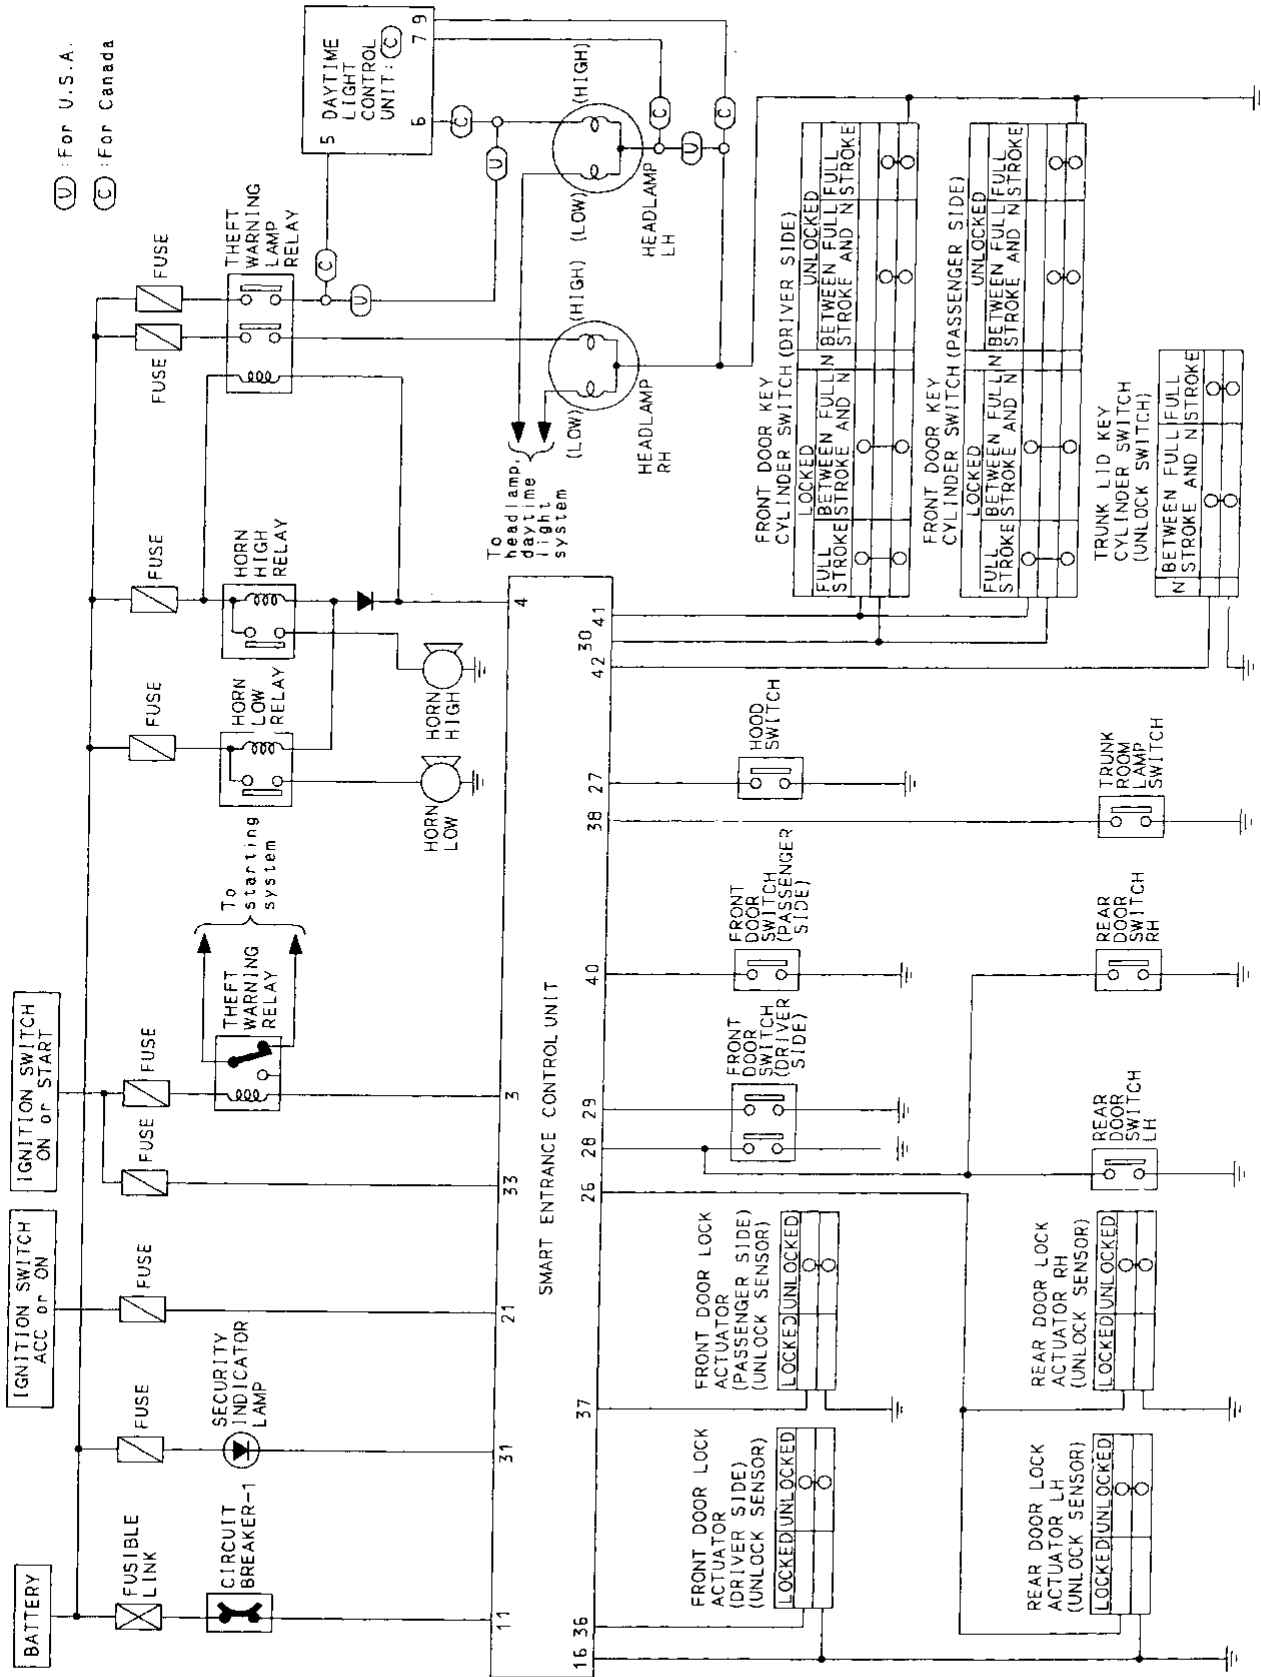 BATTERY
IGNITION SWITCH
ACC or ON
IGNITION SWITCH
ON or START
Ⓤ :For U.S.A.
Ⓒ :For Canada
FUSIBLE
LINK
FUSE
FUSE
FUSE
FUSE
FUSE
FUSE
FUSE
FUSE
CIRCUIT
BREAKER-1
SECURITY
INDICATOR
LAMP
THEFT
WARNING
RELAY
To
starting
system
HORN
LOW
RELAY
HORN
HIGH
RELAY
THEFT
WARNING
LAMP
RELAY
5 DAYTIME
LIGHT
CONTROL
UNIT:Ⓒ
6
7 9
C
U
C
U
C
C
U
HORN
LOW
HORN
HIGH
To
headlamp,
daytime
light
system
(LOW)
(HIGH)
(LOW)
(HIGH)
HEADLAMP
RH
HEADLAMP
LH
11
31
21
33
3
4
SMART ENTRANCE CONTROL UNIT
16 36
37
26
28
29
40
38
27
42
30
41
FRONT DOOR LOCK
ACTUATOR
(DRIVER SIDE)
(UNLOCK SENSOR)
LOCKED UNLOCKED
FRONT DOOR LOCK
ACTUATOR
(PASSENGER SIDE)
(UNLOCK SENSOR)
LOCKED UNLOCKED
FRONT
DOOR
SWITCH
(DRIVER
SIDE)
FRONT
DOOR
SWITCH
(PASSENGER
SIDE)
HOOD
SWITCH
FRONT DOOR KEY
CYLINDER SWITCH (DRIVER SIDE)
LOCKED UNLOCKED
FULL BETWEEN FULL N BETWEEN FULL FULL
STROKE STROKE AND N STROKE AND N STROKE
FRONT DOOR KEY
CYLINDER SWITCH (PASSENGER SIDE)
LOCKED UNLOCKED
FULL BETWEEN FULL N BETWEEN FULL FULL
STROKE STROKE AND N STROKE AND N STROKE
REAR DOOR LOCK
ACTUATOR LH
(UNLOCK SENSOR)
LOCKED UNLOCKED
REAR DOOR LOCK
ACTUATOR RH
(UNLOCK SENSOR)
LOCKED UNLOCKED
REAR
DOOR
SWITCH
LH
REAR
DOOR
SWITCH
RH
TRUNK
ROOM
LAMP
SWITCH
TRUNK LID KEY
CYLINDER SWITCH
(UNLOCK SWITCH)
N BETWEEN FULL FULL
STROKE AND N STROKE